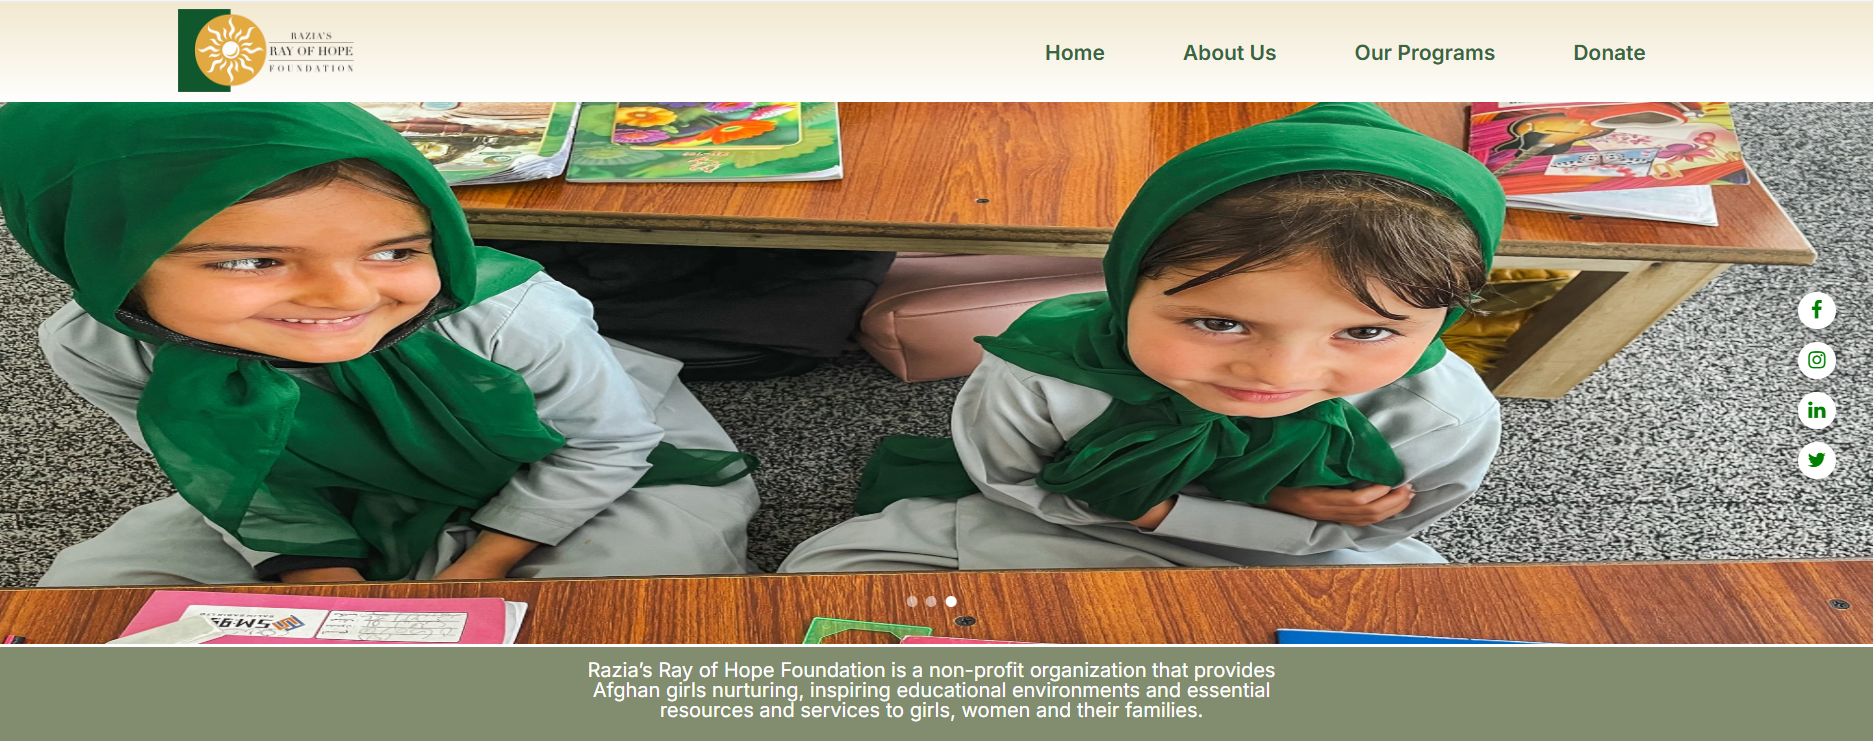 RAZIA'S
RAY OF HOPE
FOUNDATION
Home
About Us
Our Programs
Donate
Razia's Ray of Hope Foundation is a non-profit organization that provides
Afghan girls nurturing, inspiring educational environments and essential
resources and services to girls, women and their families.